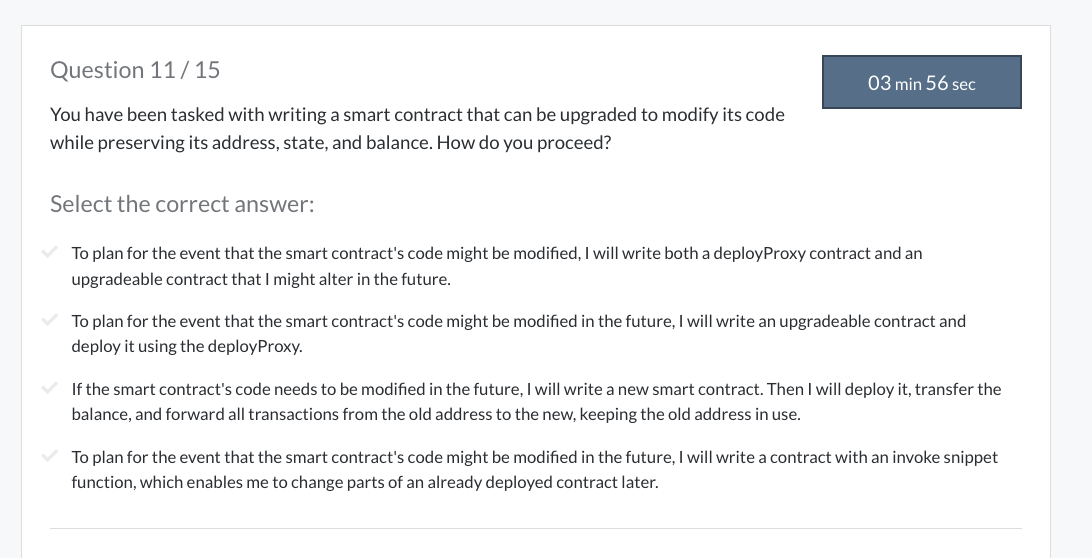 Question 11 / 15
03 min 56 sec
You have been tasked with writing a smart contract that can be upgraded to modify its code
while preserving its address, state, and balance. How do you proceed?
Select the correct answer:
To plan for the event that the smart contract's code might be modified, I will write both a deployProxy contract and an
upgradeable contract that I might alter in the future.
To plan for the event that the smart contract's code might be modified in the future, I will write an upgradeable contract and
deploy it using the deployProxy.
If the smart contract's code needs to be modified in the future, I will write a new smart contract. Then I will deploy it, transfer the
balance, and forward all transactions from the old address to the new, keeping the old address in use.
To plan for the event that the smart contract's code might be modified in the future, I will write a contract with an invoke snippet
function, which enables me to change parts of an already deployed contract later.